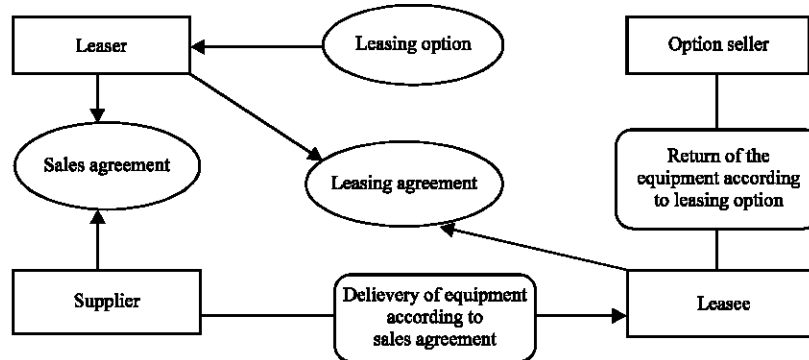 Leaser
Leasing option
Option seller
Sales agreement
Leasing agreement
Return of the
equipment according
to leasing option
Supplier
Delievery of equipment
according to
sales agreement
Leasee